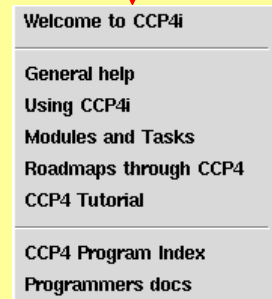 Welcome to CCP4i
General help
Using CCP4i
Modules and Tasks
Roadmaps through CCP4
CCP4 Tutorial
CCP4 Program Index
Programmers docs